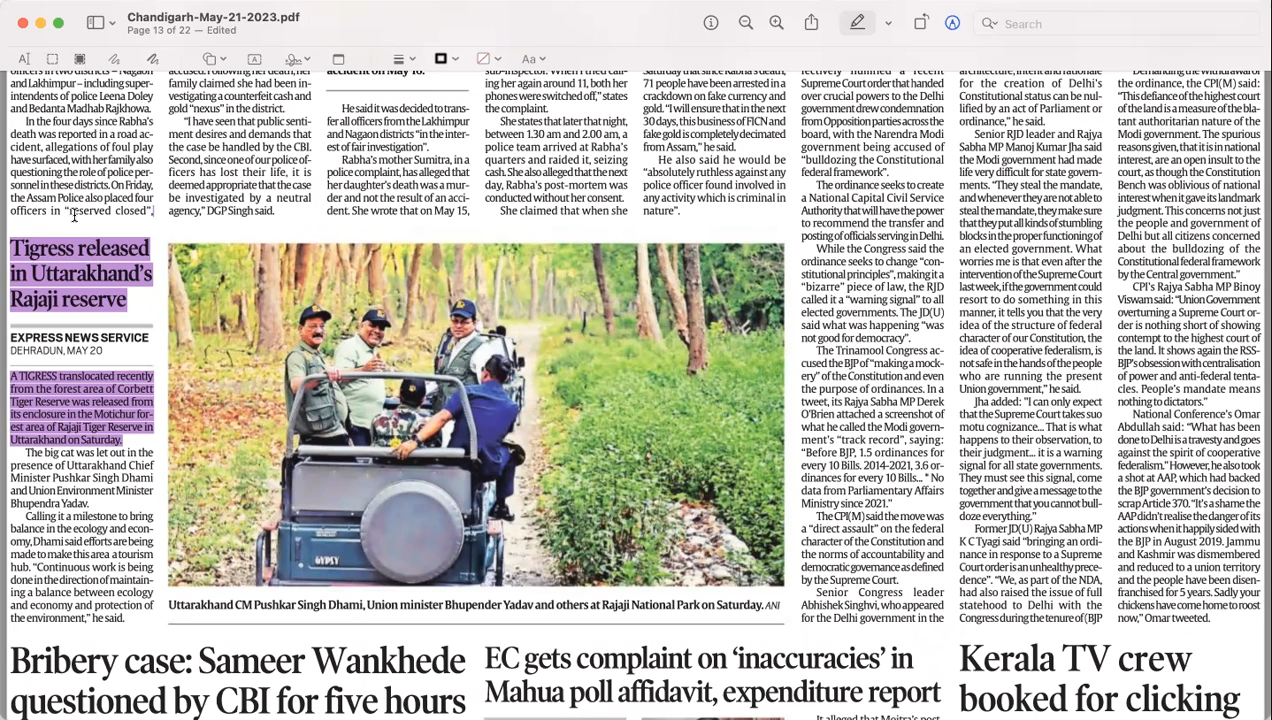 Chandigarh-May-21-2023.pdf
Page 13 of 22 – Edited
Search
Aa
officers in two districts – Nagaon
and Lakhimpur – including super-
intendents of police Leena Doley
and Bedanta Madhab Rajkhowa.
In the four days since Rabha's
death was reported in a road ac-
cident, allegations of foul play
have surfaced, with her family also
questioning the role of police per-
sonnel in these districts. On Friday,
the Assam Police also placed four
officers in "reserved closed",
accused. Following her death, her
family claimed she had been in-
vestigating a counterfeit cash and
gold "nexus" in the district.
"I have seen that public senti-
ment desires and demands that
the case be handled by the CBI.
Second, since one of our police of-
ficers has lost their life, it is
deemed appropriate that the case
be investigated by a neutral
agency," DGP Singh said.
accident on May 16.
He said it was decided to trans-
fer all officers from the Lakhimpur
and Nagaon districts "in the inter-
est of fair investigation".
Rabha's mother Sumitra, in a
police complaint, has alleged that
her daughter's death was a mur-
der and not the result of an acci-
dent. She wrote that on May 15,
sub-inspector. When I tried call-
ing her again around 11, both her
phones were switched off," states
the complaint.
She states that later that night,
between 1.30 am and 2.00 am, a
police team arrived at Rabha's
quarters and raided it, seizing
cash. She also alleged that the next
day, Rabha's post-mortem was
conducted without her consent.
She claimed that when she
Saturday that since Rabha's death,
71 people have been arrested in a
crackdown on fake currency and
gold. "I will ensure that in the next
30 days, this business of FICN and
fake gold is completely decimated
from Assam," he said.
He also said he would be
"absolutely ruthless against any
police officer found involved in
any activity which is criminal in
nature".
Tigress released
in Uttarakhand's
Rajaji reserve
EXPRESS NEWS SERVICE
DEHRADUN, MAY 20
A TIGRESS translocated recently
from the forest area of Corbett
Tiger Reserve was released from
its enclosure in the Motichur for-
est area of Rajaji Tiger Reserve in
Uttarakhand on Saturday.
The big cat was let out in the
presence of Uttarakhand Chief
Minister Pushkar Singh Dhami
and Union Environment Minister
Bhupendra Yadav.
Calling it a milestone to bring
balance in the ecology and econ-
omy, Dhami said efforts are being
made to make this area a tourism
hub. "Continuous work is being
done in the direction of maintain-
ing a balance between ecology
and economy and protection of
the environment," he said.
GYPSY
Uttarakhand CM Pushkar Singh Dhami, Union minister Bhupender Yadav and others at Rajaji National Park on Saturday. ANI
fectively nullified a recent
Supreme Court order that handed
over crucial powers to the Delhi
government drew condemnation
from Opposition parties across the
board, with the Narendra Modi
government being accused of
"bulldozing the constitutional
federal framework".
The ordinance seeks to create
a National Capital Civil Service
Authority that will have the power
to recommend the transfer and
posting of officials serving in Delhi.
While the Congress said the
ordinance seeks to change "con-
stitutional principles", making it a
"bizarre" piece of law, the RJD
called it a "warning signal" to all
elected governments. The JD(U)
said what was happening "was
not good for democracy".
The Trinamool Congress ac-
cused the BJP of "making a mock-
ery" of the Constitution and even
the purpose of ordinances. In a
tweet, its Rajya Sabha MP Derek
O'Brien attached a screenshot of
what he called the Modi govern-
ment's "track record", saying:
"Before BJP, 1.5 ordinances for
every 10 Bills. 2014-2021, 3.6 or-
dinances for every 10 Bills... * No
data from Parliamentary Affairs
Ministry since 2021."
The CPI(M) said the move was
a "direct assault" on the federal
character of the Constitution and
the norms of accountability and
democratic governance as defined
by the Supreme Court.
Senior Congress leader
Abhishek Singhvi, who appeared
for the Delhi government in the
architecture, intent and rationale
for the creation of Delhi's
Constitutional status can be nul-
lified by an act of Parliament or
ordinance," he said.
Senior RJD leader and Rajya
Sabha MP Manoj Kumar Jha said
the Modi government had made
life very difficult for state govern-
ments. "They steal the mandate,
and whenever they are not able to
steal the mandate, they make sure
that they put all kinds of stumbling
blocks in the proper functioning of
an elected government. What
worries me is that even after the
intervention of the Supreme Court
last week, if the government could
resort to do something in this
manner, it tells you that the very
idea of the structure of federal
character of our Constitution, the
idea of cooperative federalism, is
not safe in the hands of the people
who are running the present
Union government," he said.
Jha added: "I can only expect
that the Supreme Court takes suo
motu cognizance... That is what
happens to their observation, to
their judgment... it is a warning
signal for all state governments.
They must see this signal, come
together and give a message to the
government that you cannot bull-
doze everything."
Former JD(U) Rajya Sabha MP
K C Tyagi said "bringing an ordi-
nance in response to a Supreme
Court order is an unhealthy prece-
dence". "We, as part of the NDA,
had also raised the issue of full
statehood to Delhi with the
Congress during the tenure of (BJP
Demanding the withdrawal of
the ordinance, the CPI(M) said:
"This defiance of the highest court
of the land is a measure of the bla-
tant authoritarian nature of the
Modi government. The spurious
reasons given, that it is in national
interest, are an open insult to the
court, as though the Constitution
Bench was oblivious of national
interest when it gave its landmark
judgment. This concerns not just
the people and government of
Delhi but all citizens concerned
about the bulldozing of the
Constitutional federal framework
by the Central government."
CPI's Rajya Sabha MP Binoy
Viswam said: "Union Government
overturning a Supreme Court or-
der is nothing short of showing
contempt to the highest court of
the land. It shows again the RSS-
BJP's obsession with centralisation
of power and anti-federal tenta-
cles. People's mandate means
nothing to dictators."
National Conference's Omar
Abdullah said: "What has been
done to Delhi is a travesty and goes
against the spirit of cooperative
federalism." However, he also took
a shot at AAP, which had backed
the BJP government's decision to
scrap Article 370. "It's a shame the
AAP didn't realise the danger of its
actions when it happily sided with
the BJP in August 2019. Jammu
and Kashmir was dismembered
and reduced to a union territory
and the people have been disen-
franchised for 5 years. Sadly your
chickens have come home to roost
now," Omar tweeted.
Bribery case: Sameer Wankhede
questioned by CBI for five hours
EC gets complaint on 'inaccuracies' in
Mahua poll affidavit, expenditure report
It alleged that Moitra's post
Kerala TV crew
booked for clicking